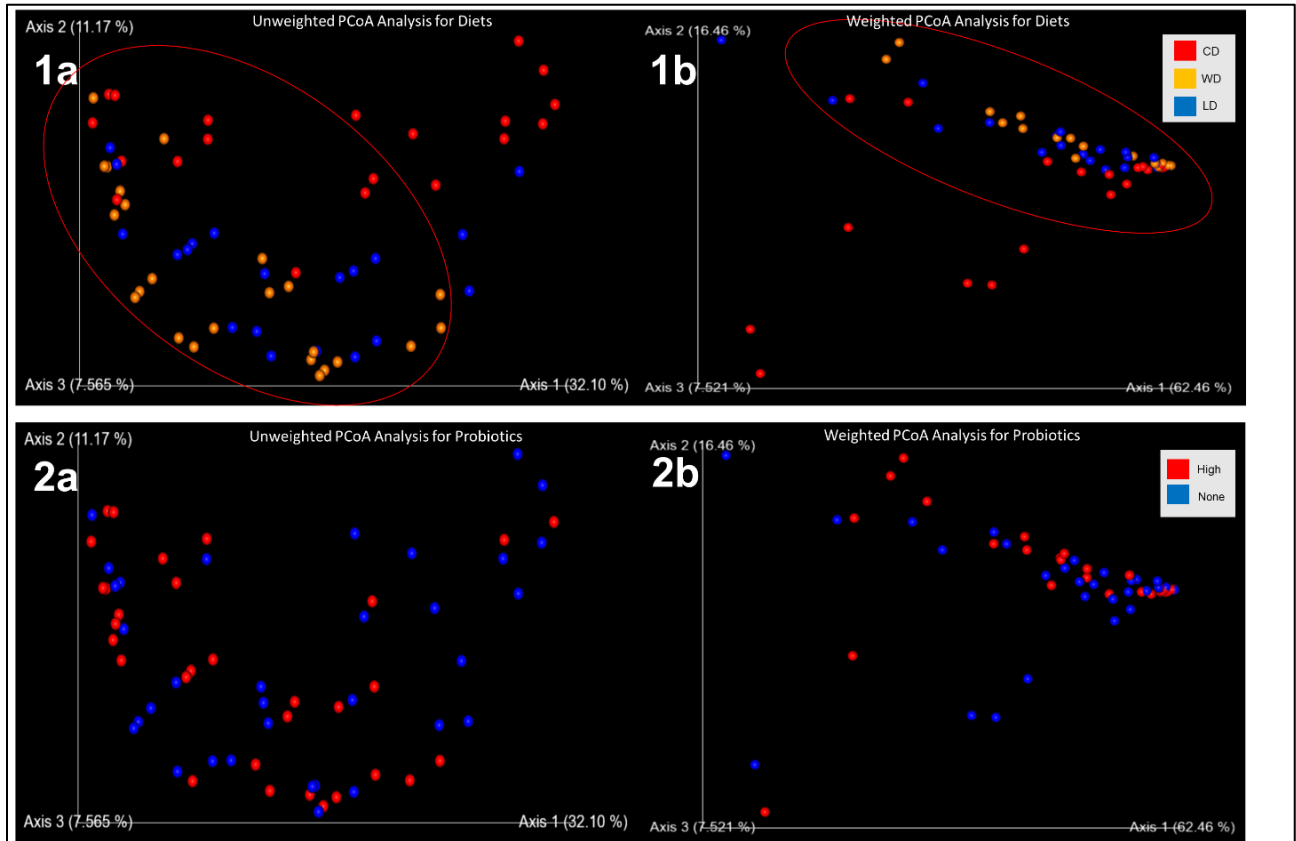 Unweighted PCoA Analysis for Diets
Axis 2 (11.17 %)
1a
Axis 3 (7.565 %)
Axis 1 (32.10 %)
Weighted PCoA Analysis for Diets
Axis 2 (16.46 %)
1b
CD
WD
LD
Axis 3 (7.521 %)
Axis 1 (62.46 %)
Unweighted PCoA Analysis for Probiotics
Axis 2 (11.17 %)
2a
Axis 3 (7.565 %)
Axis 1 (32.10 %)
Weighted PCoA Analysis for Probiotics
Axis 2 (16.46 %)
2b
High
None
Axis 3 (7.521 %)
Axis 1 (62.46 %)